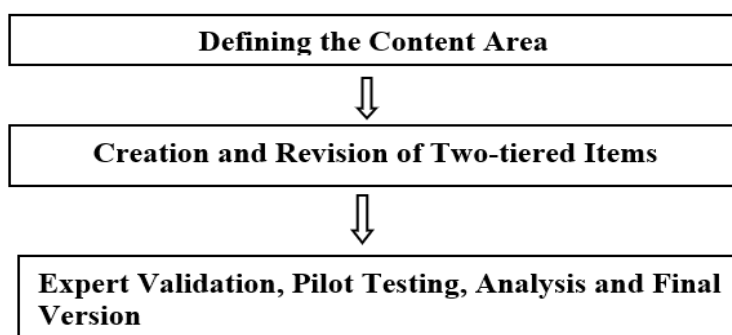 Defining the Content Area
Creation and Revision of Two-tiered Items
Expert Validation, Pilot Testing, Analysis and Final
Version